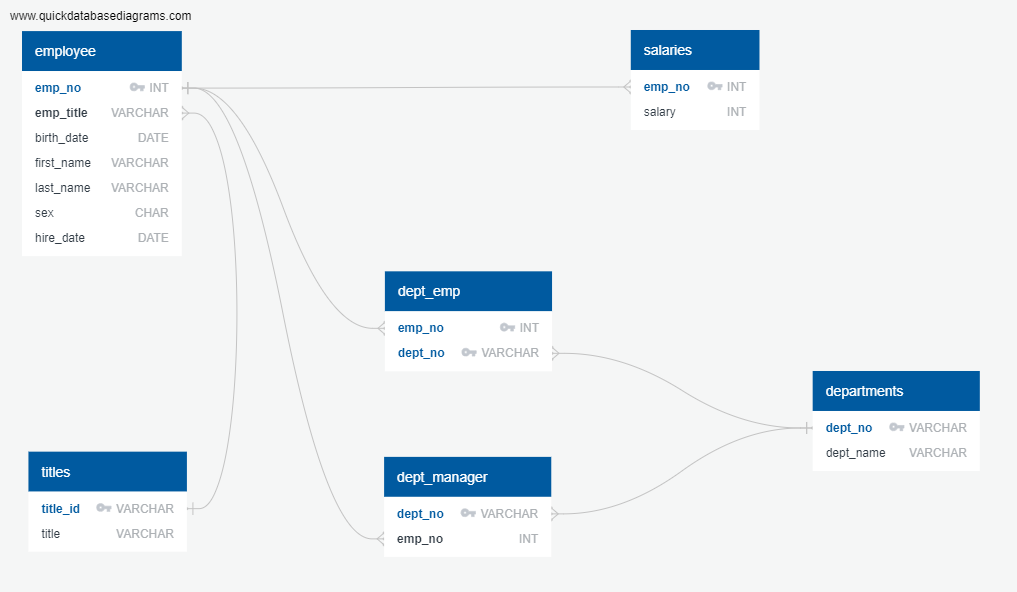 www.quickdatabasediagrams.com
employee
emp_no INT
emp_title VARCHAR
birth_date DATE
first_name VARCHAR
last_name VARCHAR
sex CHAR
hire_date DATE
salaries
emp_no INT
salary INT
dept_emp
emp_no INT
dept_no VARCHAR
departments
dept_no VARCHAR
dept_name VARCHAR
titles
title_id VARCHAR
title VARCHAR
dept_manager
dept_no VARCHAR
emp_no INT